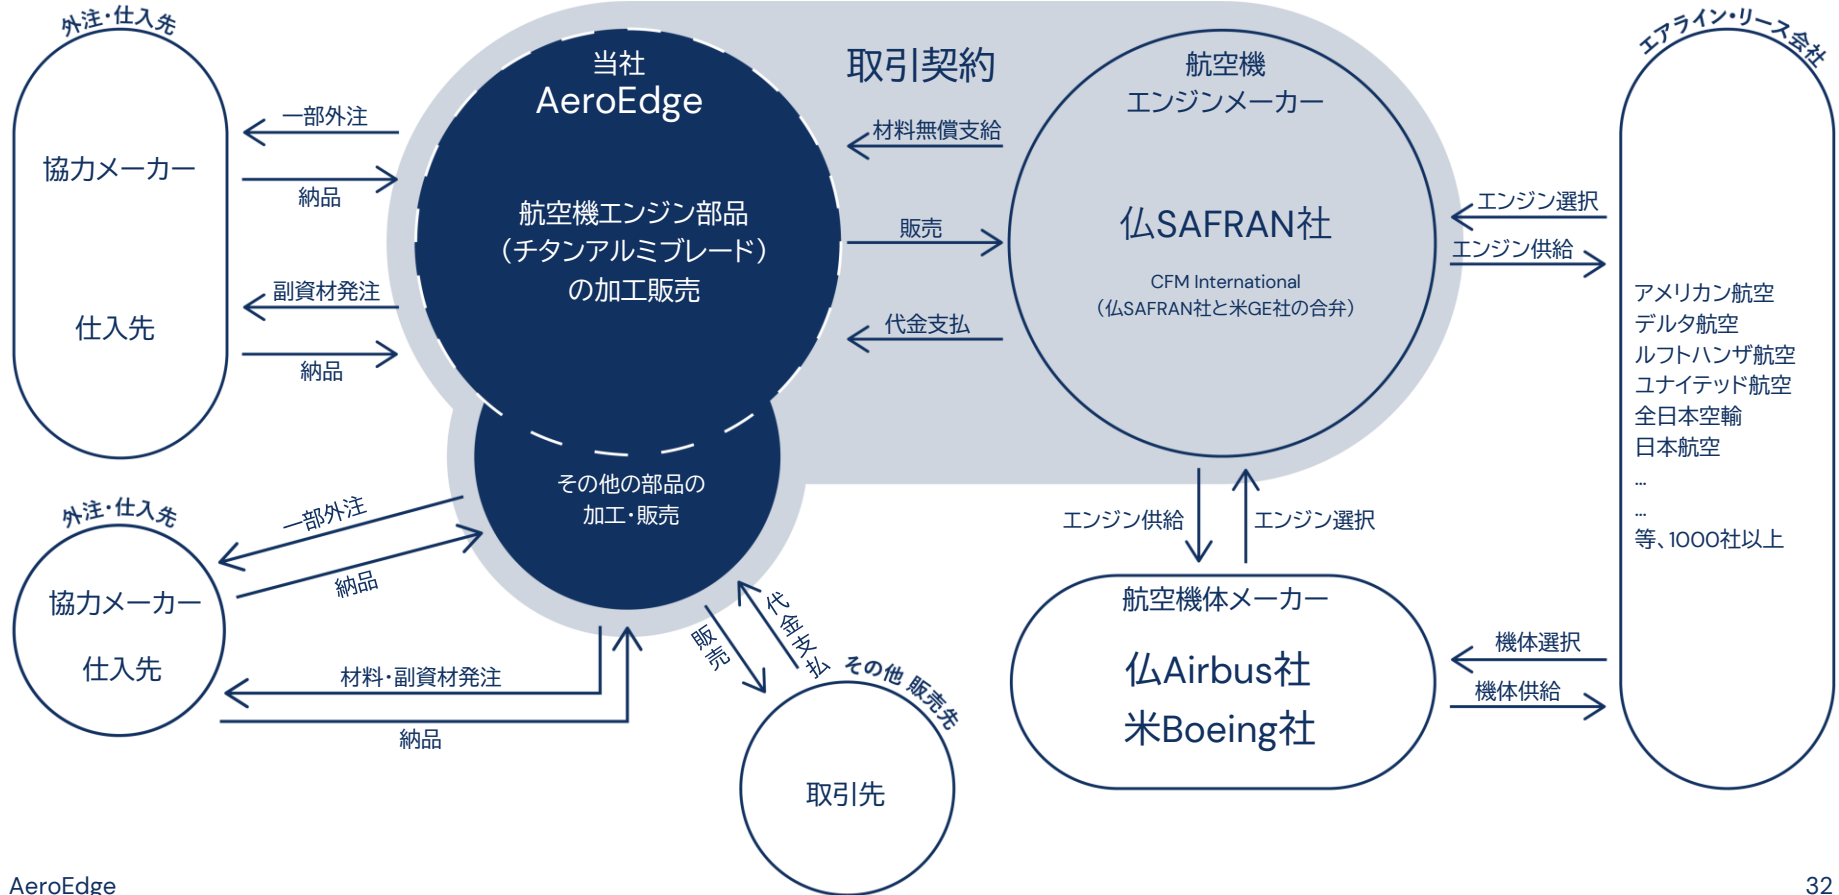 外注・仕入先
協力メーカー
仕入先
一部外注
納品
副資材発注
納品
当社
AeroEdge
航空機エンジン部品
（チタンアルミブレード）
の加工販売
その他の部品の
加工・販売
取引契約
材料無償支給
販売
代金支払
航空機
エンジンメーカー
仏SAFRAN社
CFM International
（仏SAFRAN社と米GE社の合弁）
エンジン選択
エンジン供給
エアライン・リース会社
アメリカン航空
デルタ航空
ルフトハンザ航空
ユナイテッド航空
全日本空輸
日本航空
...
...
等、1000社以上
外注・仕入先
協力メーカー
仕入先
一部外注
納品
材料・副資材発注
納品
販売
代金支払
その他 販売先
取引先
エンジン供給
エンジン選択
航空機体メーカー
仏Airbus社
米Boeing社
機体選択
機体供給
AeroEdge
32